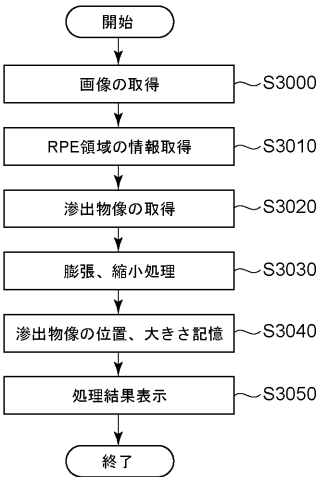 開始
画像の取得
S3000
RPE領域の情報取得
S3010
滲出物像の取得
S3020
膨張、縮小処理
S3030
滲出物像の位置、大きさ記憶
S3040
処理結果表示
S3050
終了